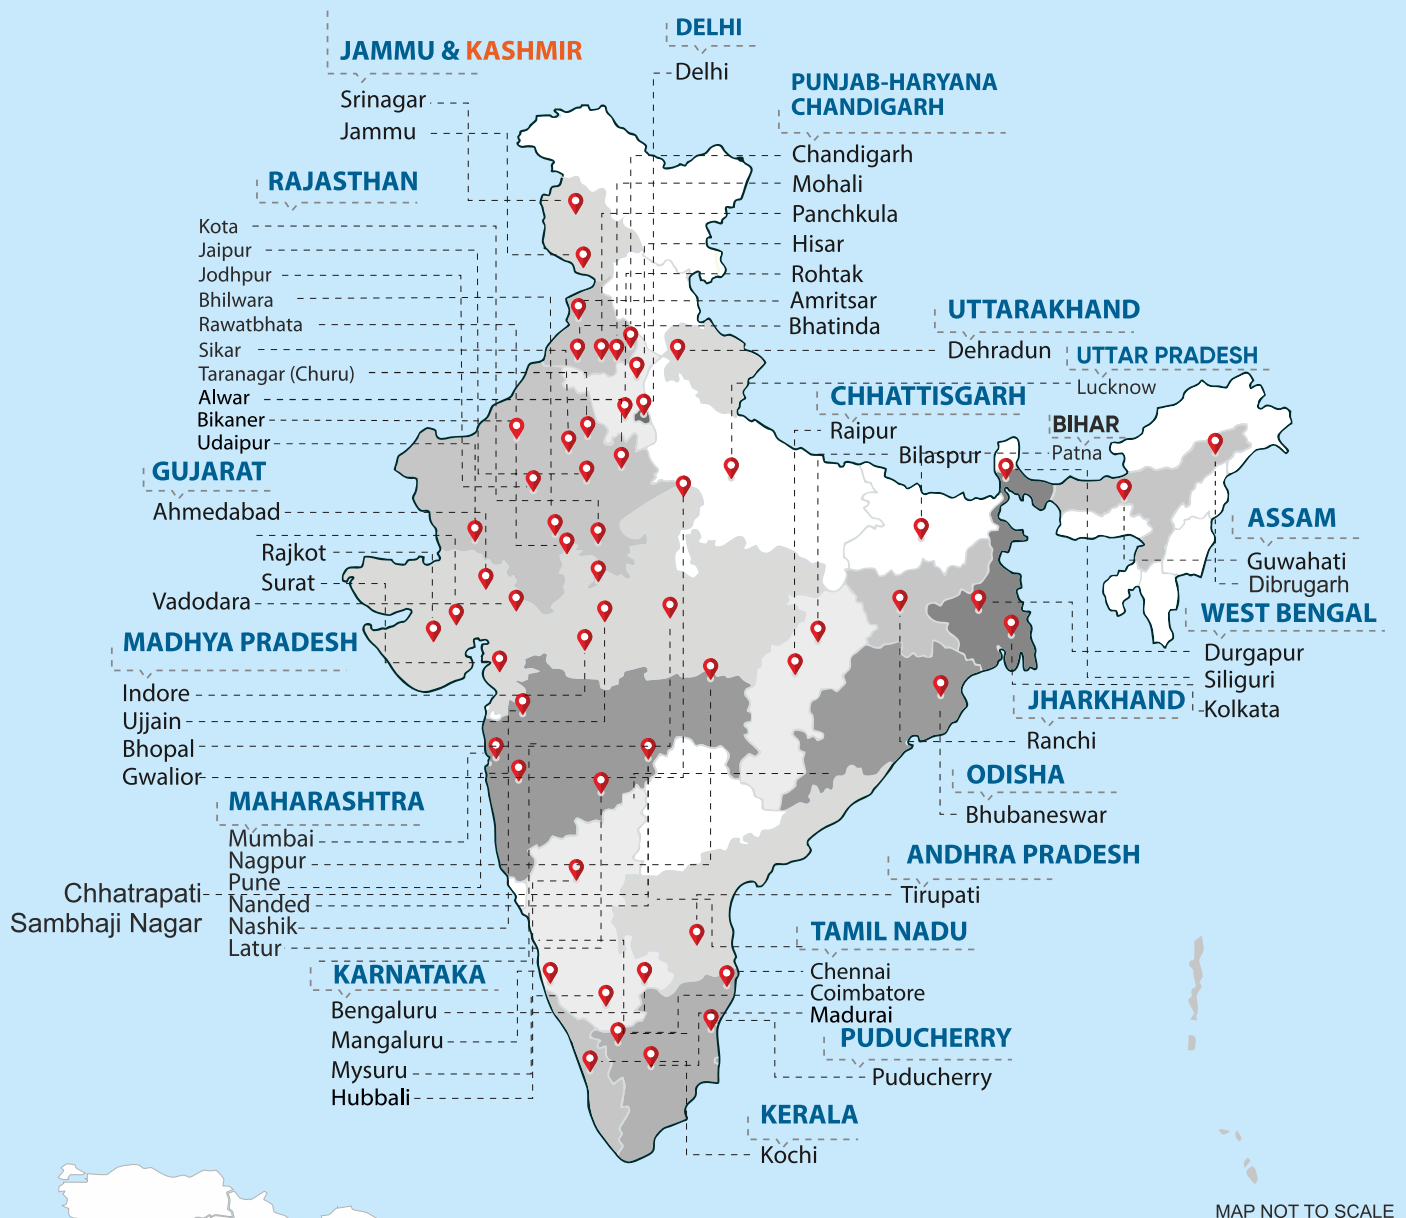 DELHI
Delhi
JAMMU & KASHMIR
Srinagar
Jammu
PUNJAB-HARYANA
CHANDIGARH
Chandigarh
Mohali
Panchkula
Hisar
Rohtak
Amritsar
Bhatinda
RAJASTHAN
Kota
Jaipur
Jodhpur
Bhilwara
Rawatbhata
Sikar
Taranagar (Churu)
Alwar
Bikaner
Udaipur
UTTARAKHAND
Dehradun
UTTAR PRADESH
Lucknow
CHHATTISGARH
Raipur
Bilaspur
BIHAR
Patna
GUJARAT
Ahmedabad
Rajkot
Surat
Vadodara
ASSAM
Guwahati
Dibrugarh
WEST BENGAL
Durgapur
Siliguri
Kolkata
MADHYA PRADESH
Indore
Ujjain
Bhopal
Gwalior
JHARKHAND
Ranchi
ODISHA
Bhubaneswar
MAHARASHTRA
Mumbai
Nagpur
Pune
Chhatrapati
Sambhaji Nagar
Nanded
Nashik
Latur
ANDHRA PRADESH
Tirupati
TAMIL NADU
Chennai
Coimbatore
Madurai
KARNATAKA
Bengaluru
Mangaluru
Mysuru
Hubbali
PUDUCHERRY
Puducherry
KERALA
Kochi
MAP NOT TO SCALE